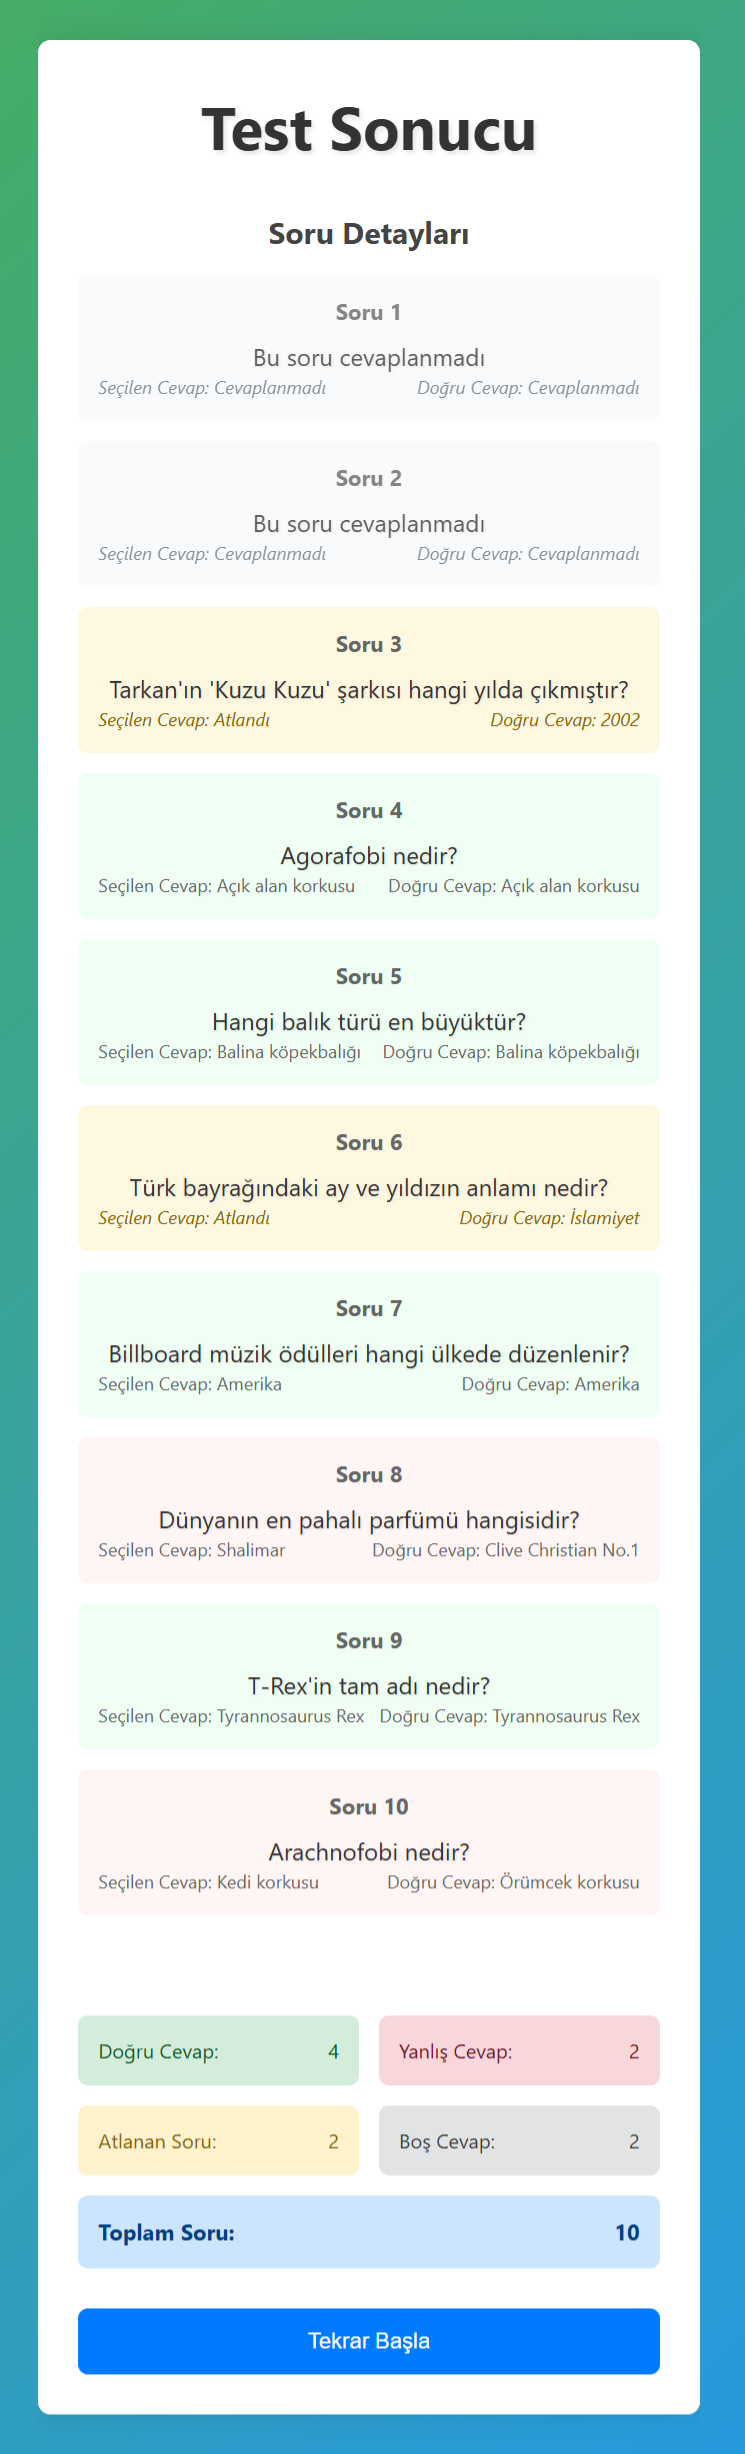 Test Sonucu
Soru Detayları
Soru 1
Bu soru cevaplanmadı
Seçilen Cevap: Cevaplanmadı Doğru Cevap: Cevaplanmadı
Soru 2
Bu soru cevaplanmadı
Seçilen Cevap: Cevaplanmadı Doğru Cevap: Cevaplanmadı
Soru 3
Tarkan'ın 'Kuzu Kuzu' şarkısı hangi yılda çıkmıştır?
Seçilen Cevap: Atlandı Doğru Cevap: 2002
Soru 4
Agorafobi nedir?
Seçilen Cevap: Açık alan korkusu Doğru Cevap: Açık alan korkusu
Soru 5
Hangi balık türü en büyüktür?
Seçilen Cevap: Balina köpekbalığı Doğru Cevap: Balina köpekbalığı
Soru 6
Türk bayrağındaki ay ve yıldızın anlamı nedir?
Seçilen Cevap: Atlandı Doğru Cevap: İslamiyet
Soru 7
Billboard müzik ödülleri hangi ülkede düzenlenir?
Seçilen Cevap: Amerika Doğru Cevap: Amerika
Soru 8
Dünyanın en pahalı parfümü hangisidir?
Seçilen Cevap: Shalimar Doğru Cevap: Clive Christian No.1
Soru 9
T-Rex'in tam adı nedir?
Seçilen Cevap: Tyrannosaurus Rex Doğru Cevap: Tyrannosaurus Rex
Soru 10
Arachnofobi nedir?
Seçilen Cevap: Kedi korkusu Doğru Cevap: Örümcek korkusu
Doğru Cevap: 4 Yanlış Cevap: 2
Atlanan Soru: 2 Boş Cevap: 2
Toplam Soru: 10
Tekrar Başla